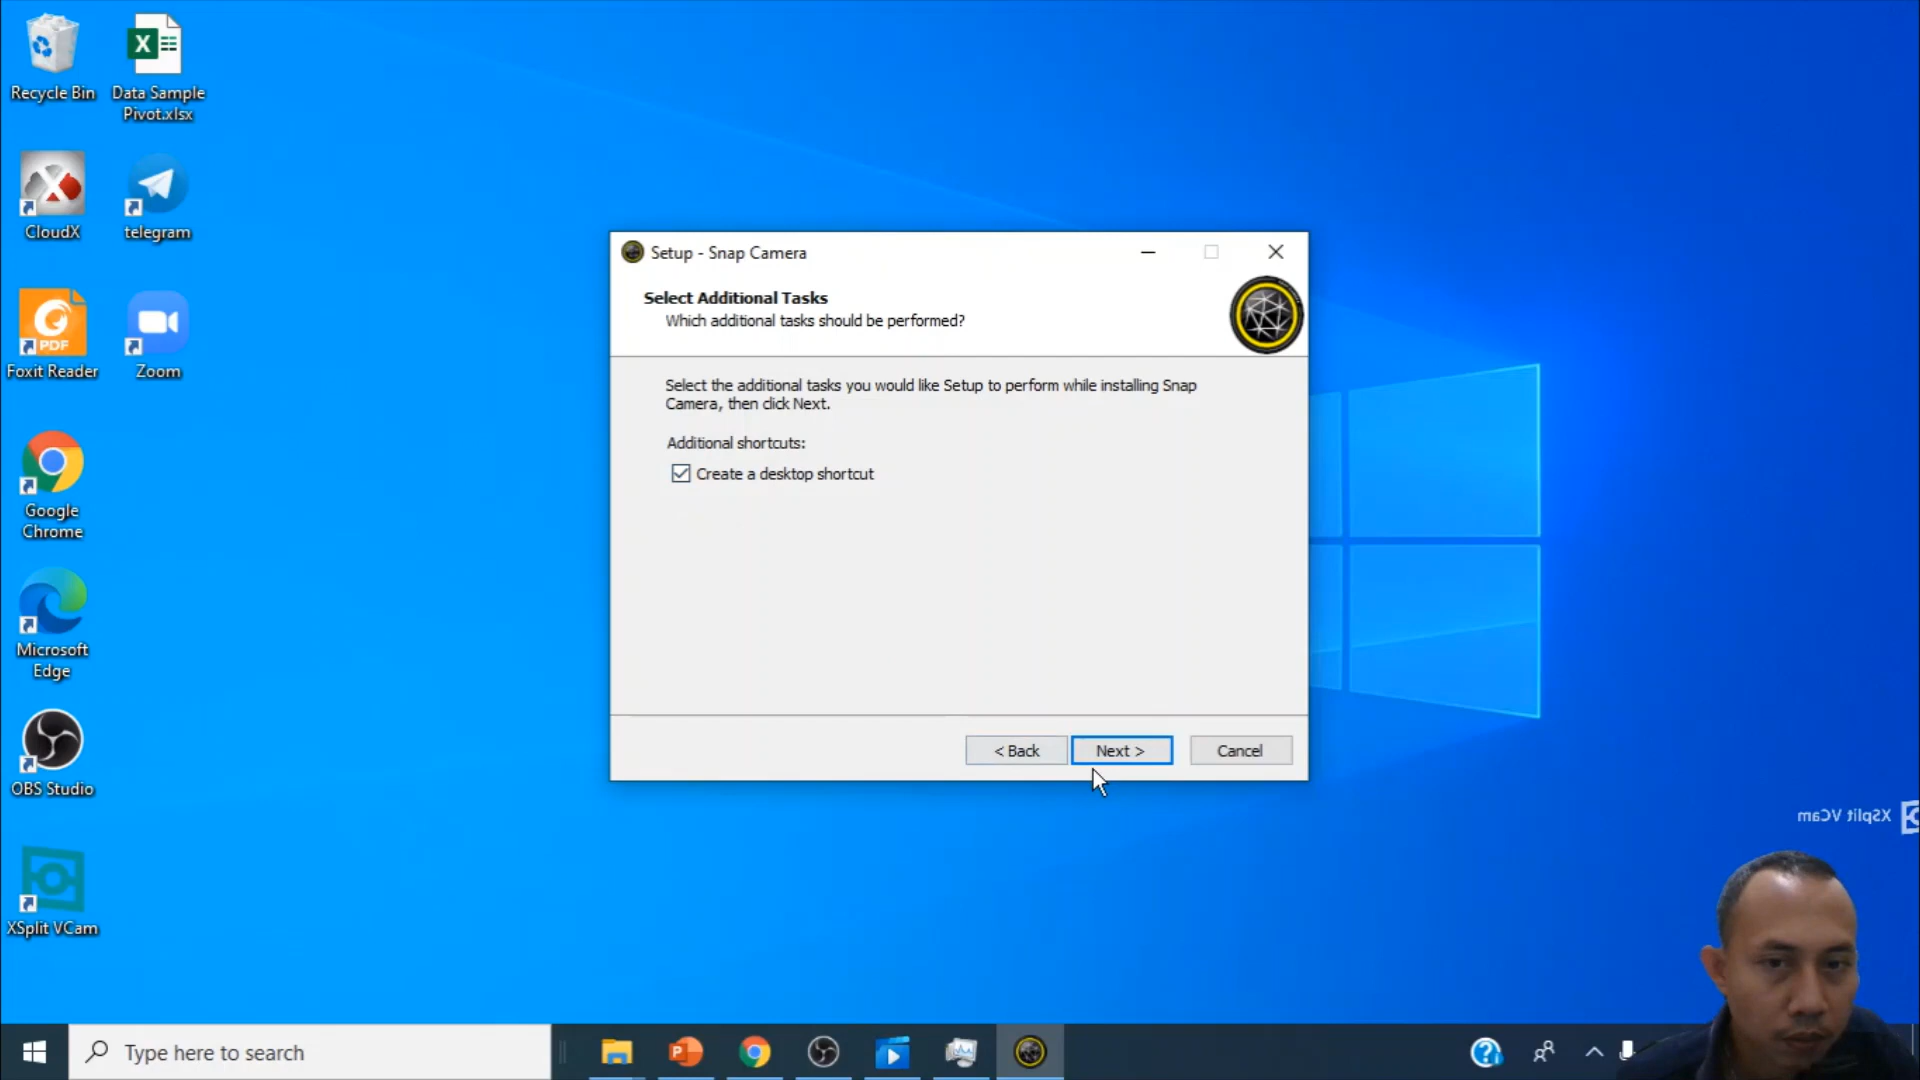 Recycle Bin
Data Sample
Pivot.xlsx
CloudX
telegram
PDF
Foxit Reader
Zoom
Google
Chrome
Microsoft
Edge
OBS Studio
XSplit VCam
Setup - Snap Camera
Select Additional Tasks
Which additional tasks should be performed?
Select the additional tasks you would like Setup to perform while installing Snap
Camera, then click Next.
Additional shortcuts:
Create a desktop shortcut
< Back
Next >
Cancel
XSplit VCam
Type here to search